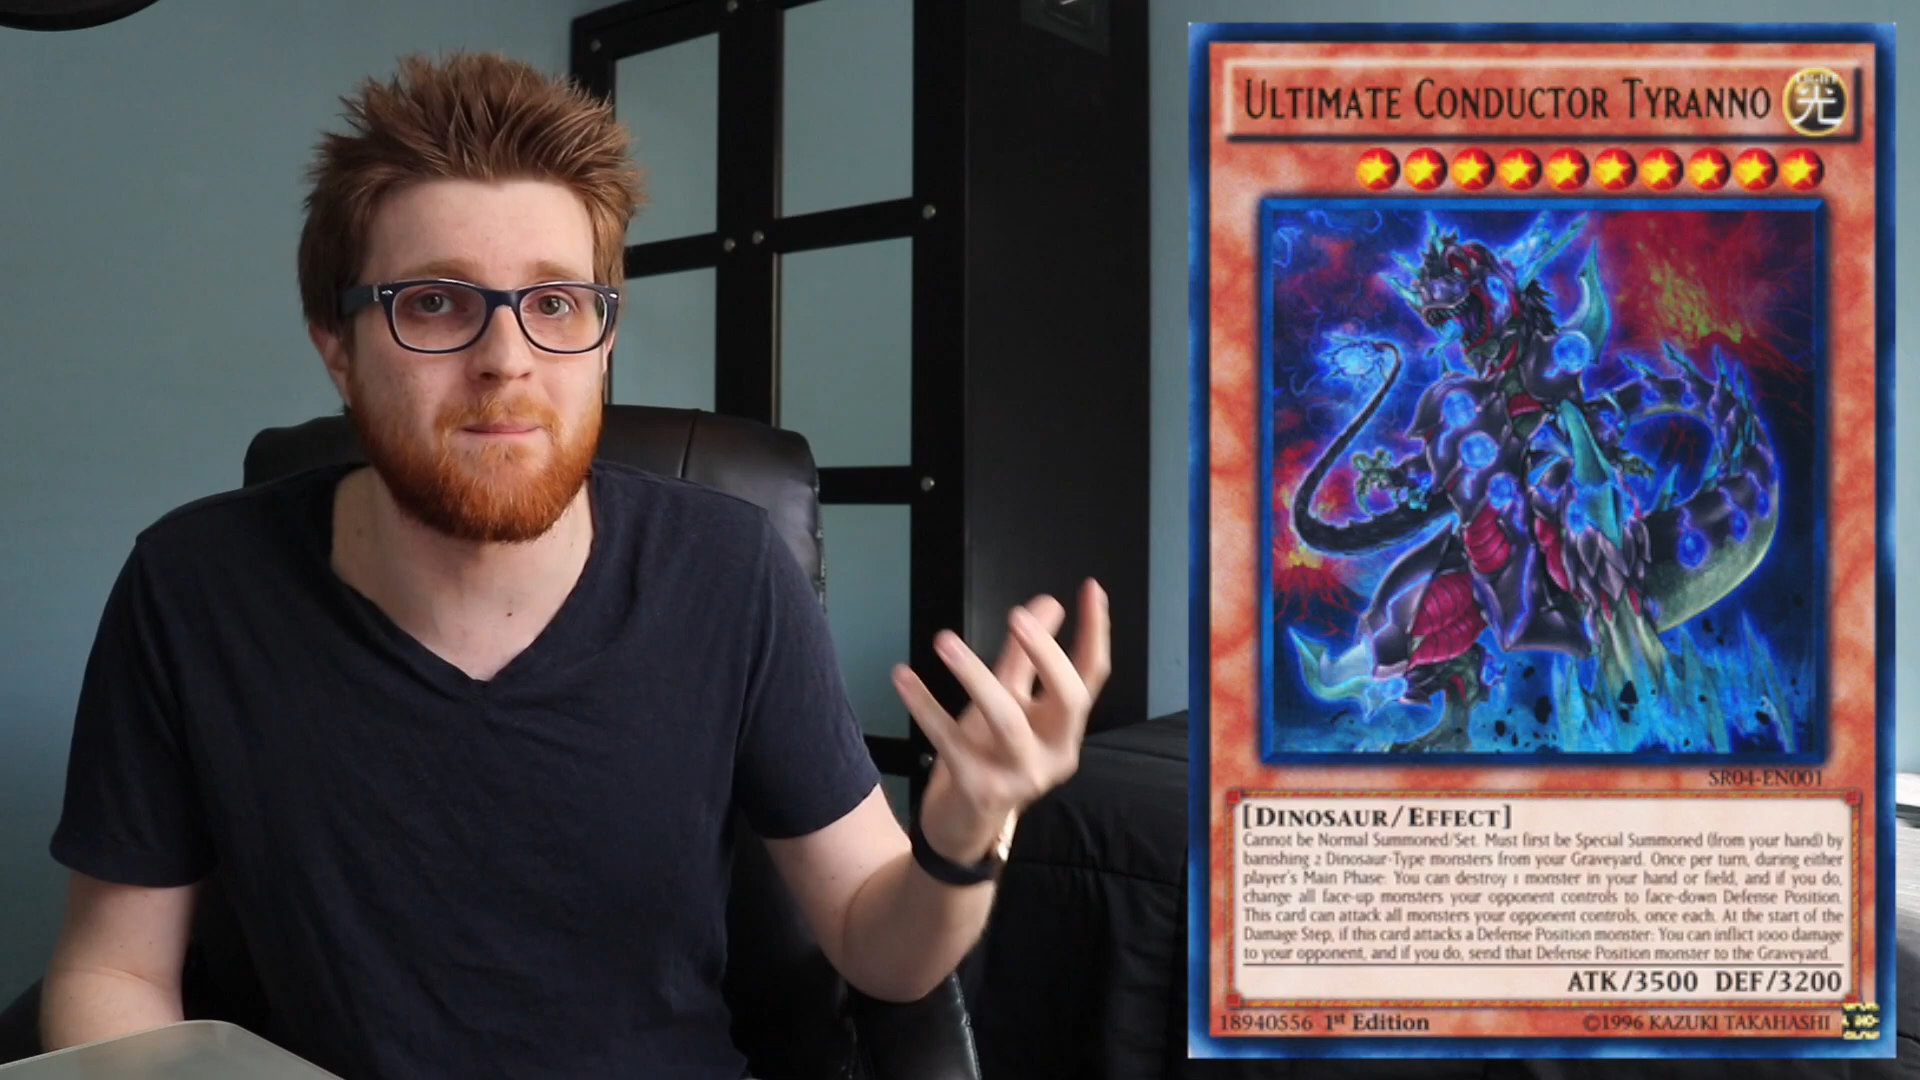 ULTIMATE CONDUCTOR TYRANNO
LIGHT
光
SR04-EN001
[DINOSAUR/EFFECT]
Cannot be Normal Summoned/Set. Must first be Special Summoned (from your hand) by
banishing 2 Dinosaur-Type monsters from your Graveyard. Once per turn, during either
player's Main Phase: You can destroy 1 monster in your hand or field, and if you do,
change all face-up monsters your opponent controls to face-down Defense Position.
This card can attack all monsters your opponent controls, once each. At the start of the
Damage Step, if this card attacks a Defense Position monster: You can inflict 1000 damage
to your opponent, and if you do, send that Defense Position monster to the Graveyard.
ATK/3500 DEF/3200
18940556 1st Edition
©1996 KAZUKI TAKAHASHI